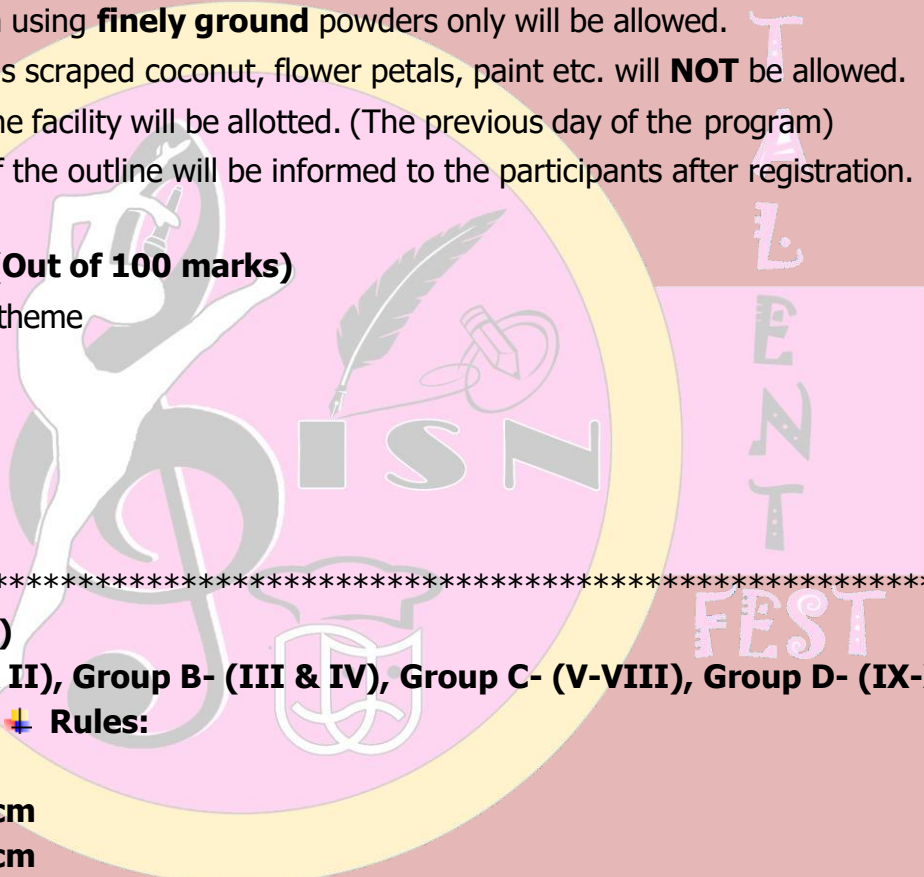 using finely ground powders only will be allowed.
s scraped coconut, flower petals, paint etc. will NOT be allowed.
facility will be allotted. (The previous day of the program)
the outline will be informed to the participants after registration.
(Out of 100 marks)
theme
ISN
TALENT
FEST
**********************************************************************
)
II), Group B- (III & IV), Group C- (V-VIII), Group D- (IX-
Rules:
cm
cm